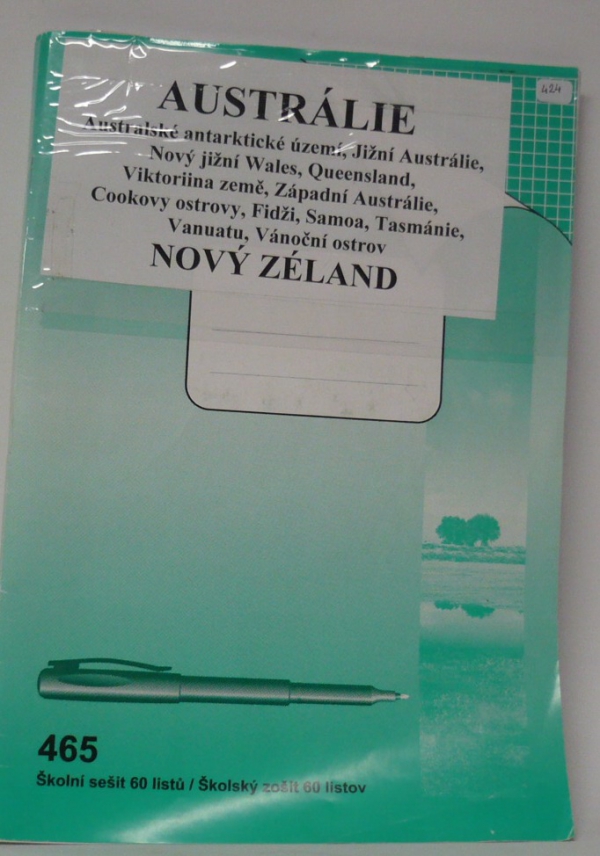 424
AUSTRÁLIE
Australské antarktické území, Jižní Austrálie,
Nový jižní Wales, Queensland,
Viktoriina země, Západní Austrálie,
Cookovy ostrovy, Fidži, Samoa, Tasmánie,
Vanuatu, Vánoční ostrov
NOVÝ ZÉLAND
465
Školní sešit 60 listů / Školský zošit 60 listov